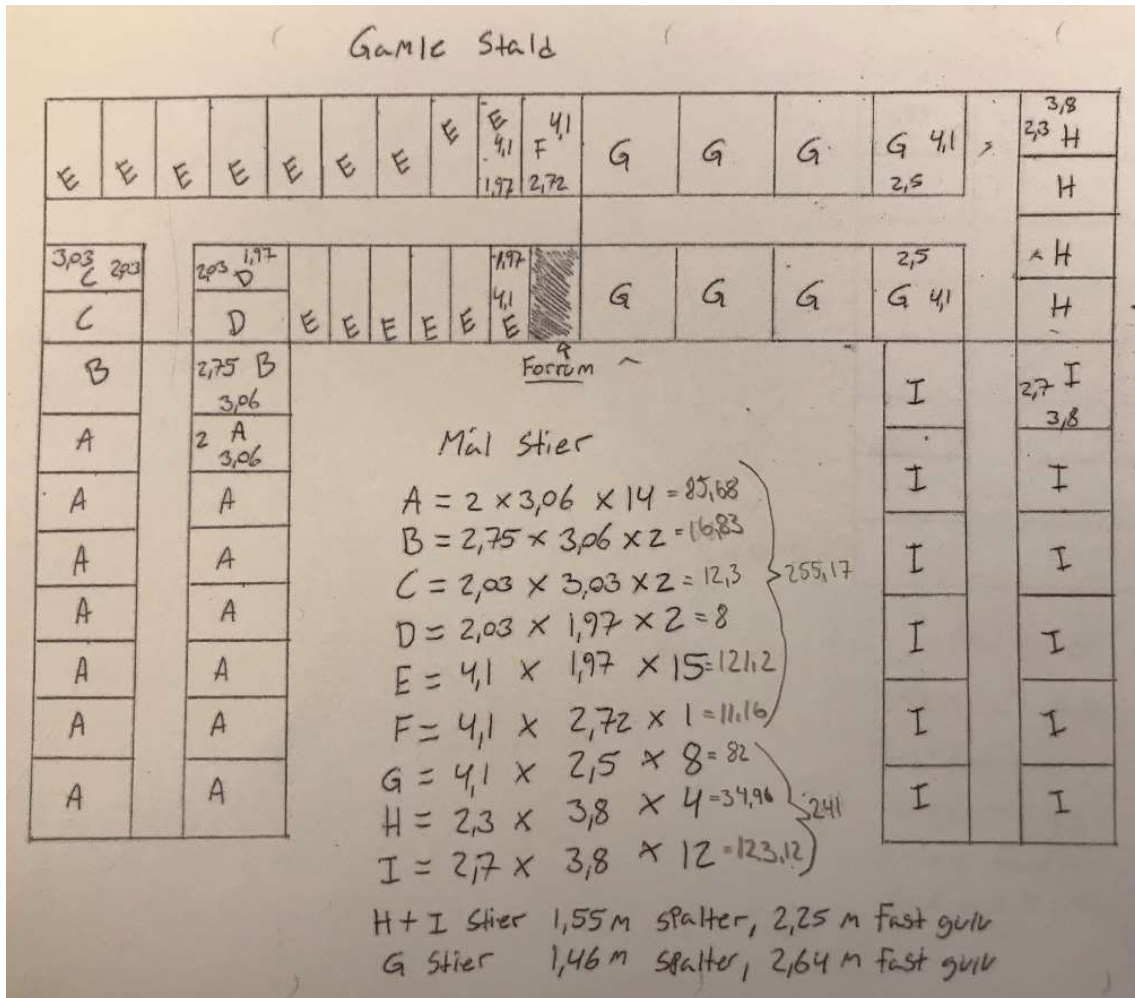 Gamle Stald
E E E E E E E E E F 4,1 G G G G 4,1 3,8
4,1 2,3 H
1,97 2,72 2,5
H
3,03 C 2,03 2,03 1,97 D 1,97 2,5 H
C D E E E E E 4,1 E G G G G 4,1 H
Forrum
B 2,75 B 3,06 I 2,7 I 3,8
A 2 A 3,06 I I
A A I I
A A I I
A A I I
A A I I
A A
A A
Mål Stier
A = 2 × 3,06 × 14 = 85,68
B = 2,75 × 3,06 × 2 = 16,83
C = 2,03 × 3,03 × 2 = 12,3
255,17
D = 2,03 × 1,97 × 2 = 8
E = 4,1 × 1,97 × 15 = 121,2
F = 4,1 × 2,72 × 1 = 11,16
G = 4,1 × 2,5 × 8 = 82
H = 2,3 × 3,8 × 4 = 34,96
241
I = 2,7 × 3,8 × 12 = 123,12
H + I Stier 1,55 m spalter, 2,25 m fast gulv
G Stier 1,46 m spalter, 2,64 m fast gulv